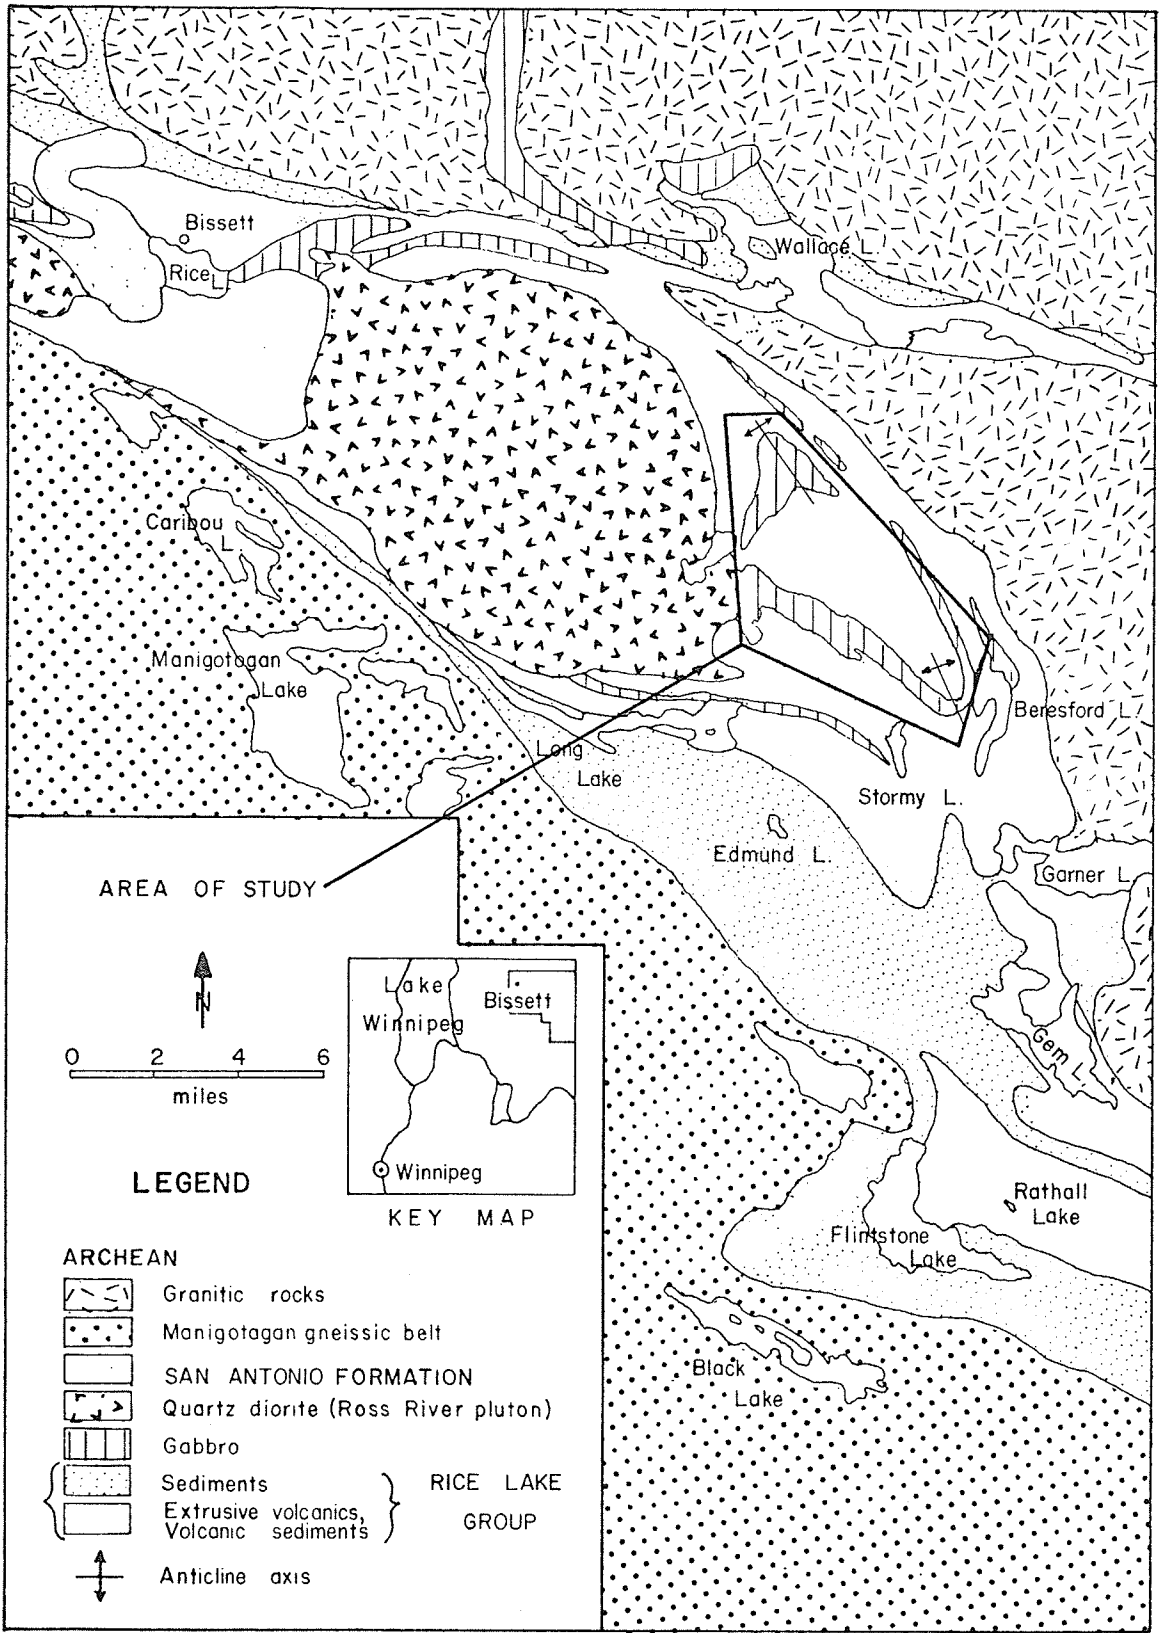 Bissett
Rice L.
Wallace L.
Caribou
L.
Manigotagan
Lake
Beresford L.
Long
Lake
Stormy L.
Edmund L.
Garner L.
AREA OF STUDY
N
0 2 4 6
miles
Lake
Winnipeg
Bissett
Winnipeg
KEY MAP
Gem L.
Rathall
Lake
Flintstone
Lake
Black
Lake
LEGEND
ARCHEAN
Granitic rocks
Manigotagan gneissic belt
SAN ANTONIO FORMATION
Quartz diorite (Ross River pluton)
Gabbro
Sediments
Extrusive volcanics,
Volcanic sediments
RICE LAKE
GROUP
Anticline axis